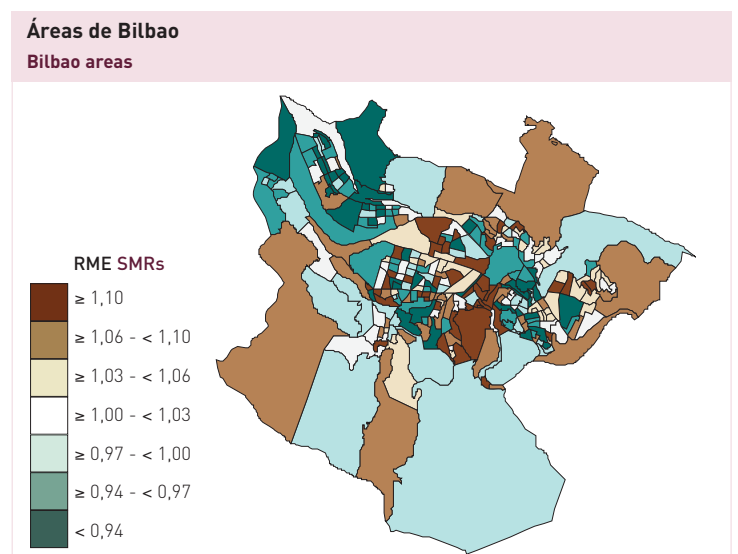 Áreas de Bilbao
Bilbao areas
RME SMRs
≥ 1,10
≥ 1,06 - < 1,10
≥ 1,03 - < 1,06
≥ 1,00 - < 1,03
≥ 0,97 - < 1,00
≥ 0,94 - < 0,97
< 0,94